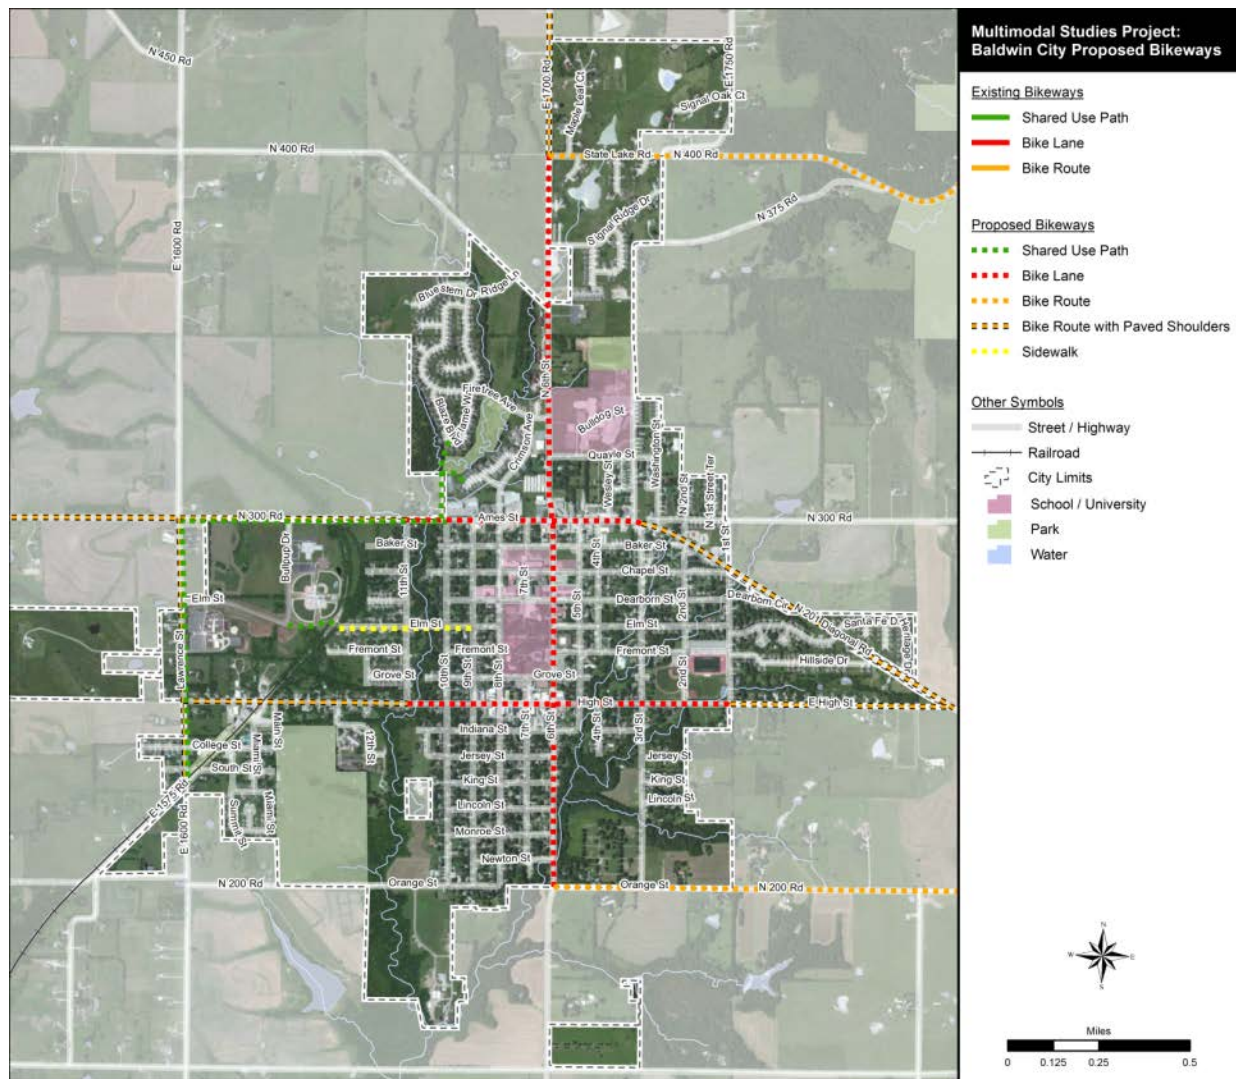 Multimodal Studies Project:
Baldwin City Proposed Bikeways
Existing Bikeways
Shared Use Path
Bike Lane
Bike Route
Proposed Bikeways
Shared Use Path
Bike Lane
Bike Route
Bike Route with Paved Shoulders
Sidewalk
Other Symbols
Street / Highway
Railroad
City Limits
School / University
Park
Water
N
W E
S
Miles
0 0.125 0.25 0.5
N 450 Rd
E 1700 Rd
E 1750 Rd
Maple Leaf Ct
Signal Oak Ct
N 400 Rd
State Lake Rd
N 400 Rd
E 1600 Rd
N 375 Rd
Signal Ridge Dr
Bluestem Dr
Ridge Ln
N 6th St
Firetree Ave
Blaze Blvd
Crimson Ave
Bulldog St
Quayle St
Wesley St
Washington St
N 2nd St
N 1st Street Ter
N 300 Rd
Ames St
N 300 Rd
1st St
Bullpup Dr
Baker St
11th St
7th St
4th St
Baker St
Chapel St
Elm St
5th St
Dearborn St
2nd St
Dearborn Cir
N 201 Diagonal Rd
Santa Fe D
Heritage Dr
Elm St
Elm St
Lawrence St
Fremont St
Fremont St
Fremont St
Hillside Dr
Grove St
10th St
9th St
8th St
Grove St
2nd St
High St
E High St
Main St
12th St
Indiana St
7th St
6th St
4th St
3rd St
College St
Miami St
Jersey St
Jersey St
South St
King St
King St
E 1575 Rd
Summit St
Miami St
Lincoln St
Lincoln St
E 1600 Rd
Monroe St
Newton St
N 200 Rd
Orange St
Orange St
N 200 Rd